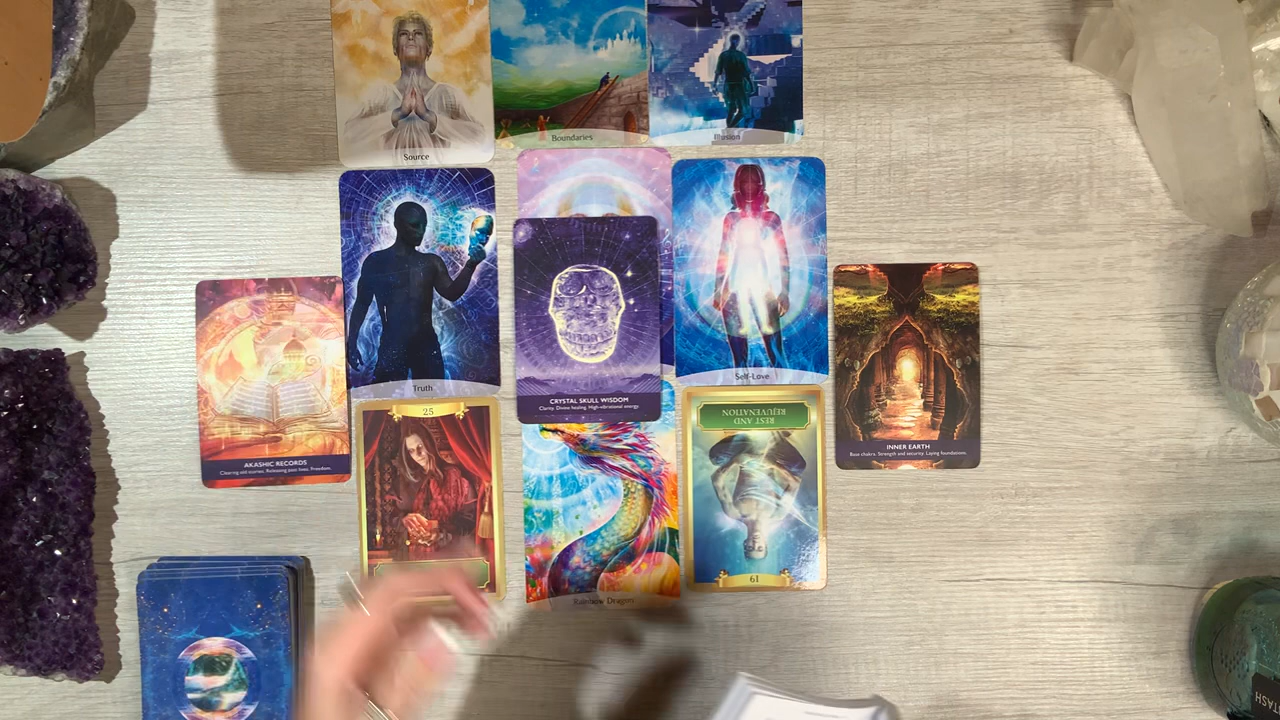 Source
Boundaries
Illusion
Truth
Self-Love
CRYSTAL SKULL WISDOM
Clarity. Divine healing. High-vibrational energy.
AKASHIC RECORDS
Clearing old stories. Releasing past lives. Freedom.
INNER EARTH
Base chakra. Strength and security. Laying foundations.
25
REST AND
REJUVENATION
61
Rainbow Dragon
TASH